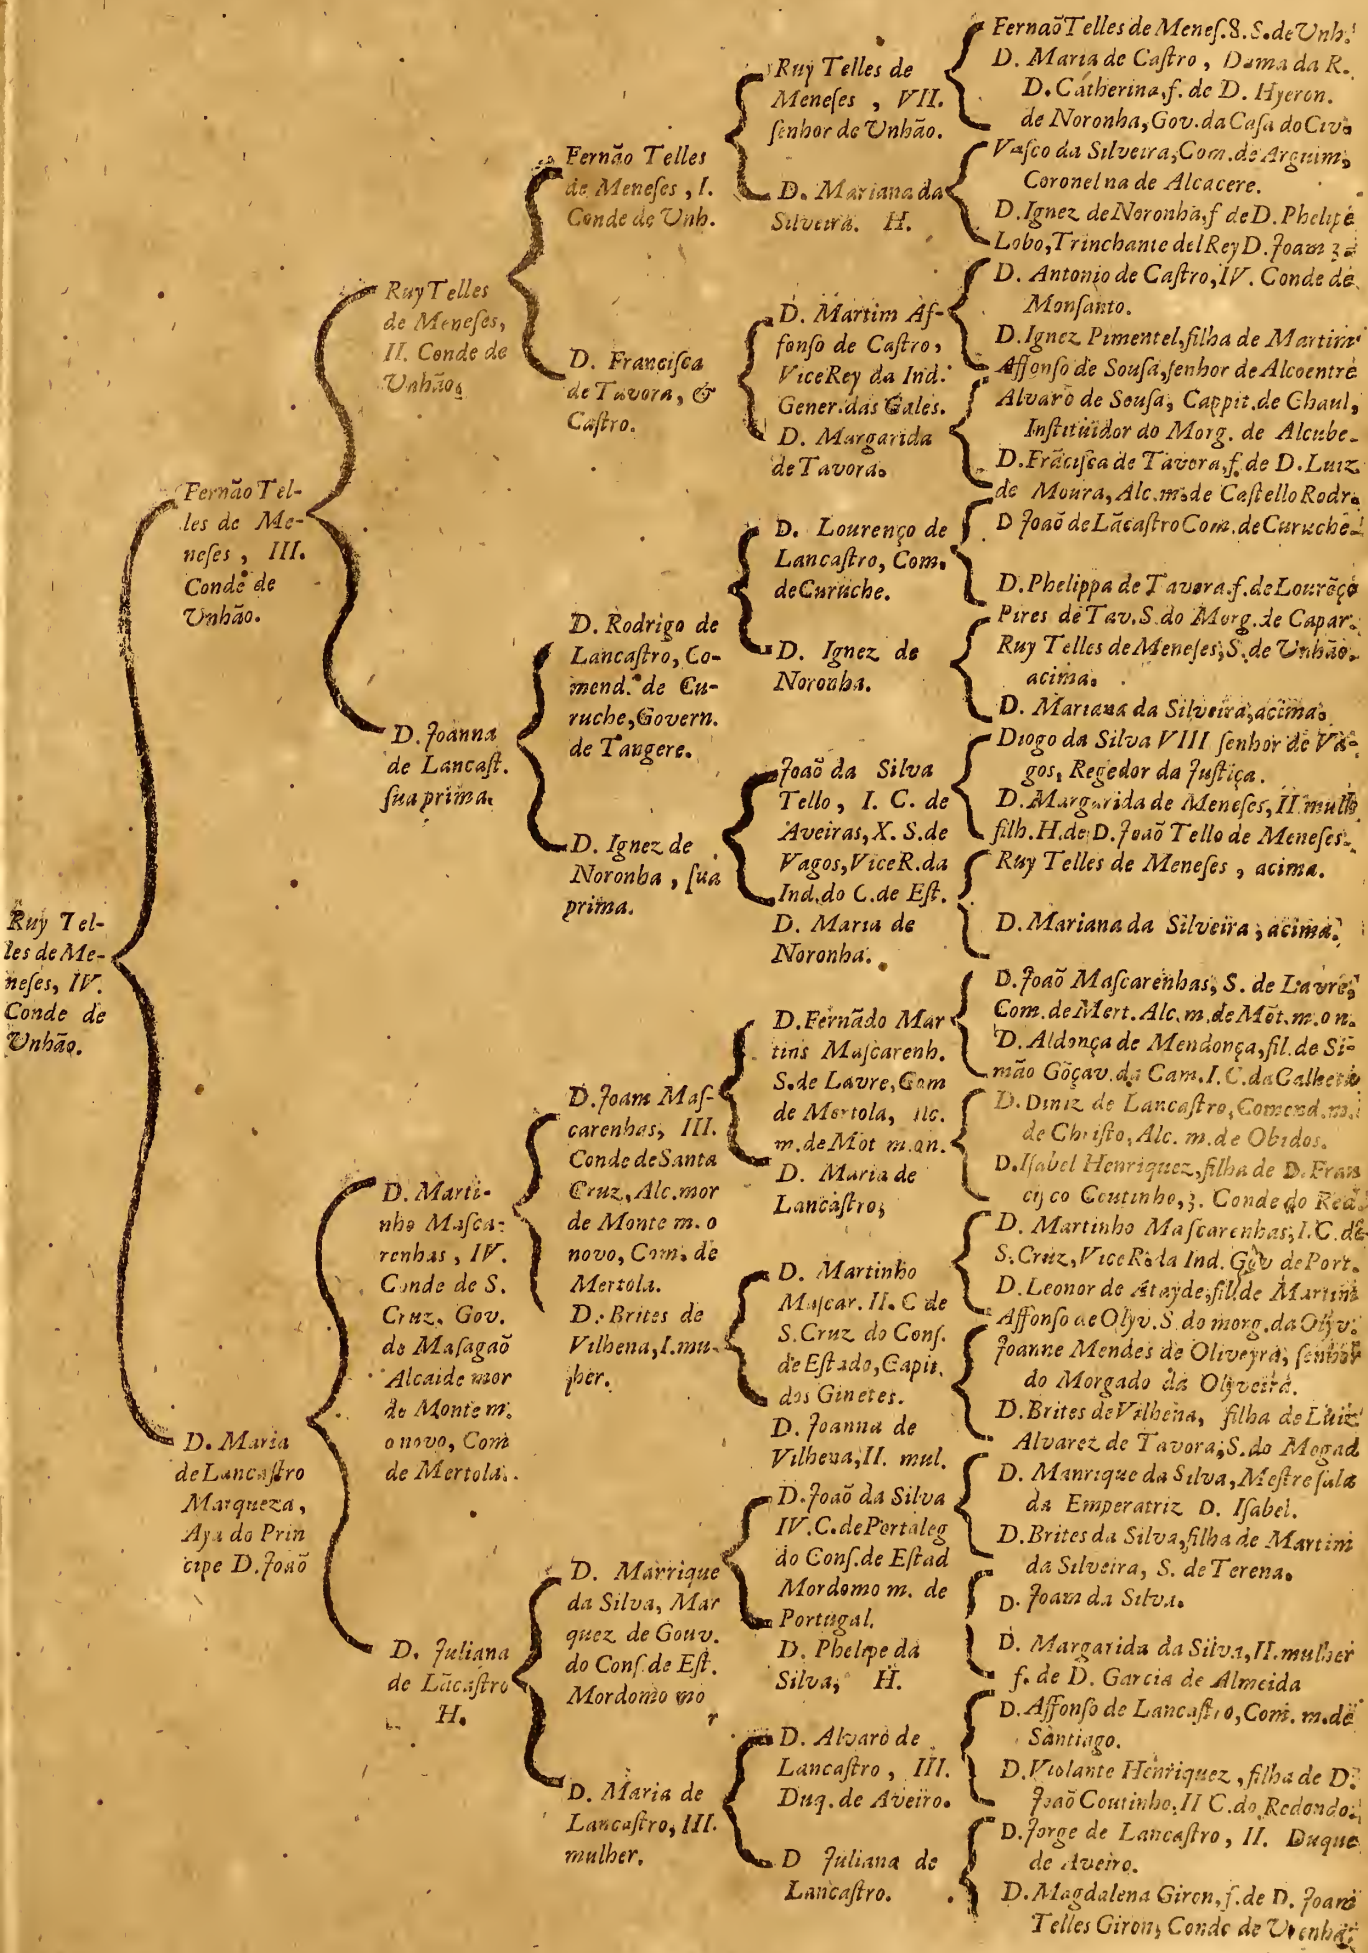 Ruy Tel-
les de Me-
neſes, IV.
Conde de
Unhão.
Fernão Tel-
les de Me-
neſes, III.
Conde de
Unhão.
D. Maria
de Lancaſtro
Marqueza,
Aya do Prin
cipe D. Joaõ
Ruy Telles
de Meneſes,
II. Conde de
Unhão,
D. Joanna
de Lancaſt.
ſua prima.
D. Marti-
nho Maſca-
renhas, IV.
Conde de S.
Cruz. Gov.
de Maſagaõ
Alcaide mor
de Monte m.
o novo, Com
de Mertola.
D. Juliana
de Lãcaſtro
H.
Fernão Telles
de Meneſes, I.
Conde de Unh.
D. Franciſca
de Tavora, &
Caſtro.
D. Rodrigo de
Lancaſtro, Co-
mend. de Cu-
ruche, Govern.
de Tangere.
D. Ignez de
Noronha, ſua
prima.
D. Joam Maſ-
carenhas, III.
Conde de Santa
Cruz, Alc. mor
de Monte m. o
novo, Com. de
Mertola.
D. Brites de
Vilhena, I. mu-
lher.
D. Manrique
da Silva, Mar
quez de Gouv.
do Conſ. de Eſt.
Mordomo mo
r
D. Maria de
Lancaſtro, III.
mulher.
Ruy Telles de
Meneſes, VII.
ſenhor de Unhão.
D. Mariana da
Silveira. H.
D. Martim Af-
fonſo de Caſtro,
ViceRey da Ind.
Gener. das Gales.
D. Margarida
de Tavora.
D. Lourenço de
Lancaſtro, Com.
de Curuche.
D. Ignez de
Noronha.
Joaõ da Silva
Tello, I. C. de
Aveiras, X. S. de
Vagos, ViceR. da
Ind. do C. de Eſt.
D. Maria de
Noronha.
D. Fernãdo Mar
tins Maſcarenh.
S. de Lavre, Com
de Mertola, Alc.
m. de Mõt m. on.
D. Maria de
Lancaſtro,
D. Martinho
Maſcar. II. C de
S. Cruz do Conſ.
de Eſtado, Capit.
dos Ginetes.
D. Joanna de
Vilhena, II. mul.
D. Joaõ da Silva
IV. C. de Portaleg
do Conſ. de Eſtad
Mordomo m. de
Portugal.
D. Phelipe da
Silva, H.
D. Alvaro de
Lancaſtro, III.
Duq. de Aveiro.
D Juliana de
Lancaſtro.
Fernaõ Telles de Meneſ. 8. S. de Unh.
D. Maria de Caſtro, Dama da R.
D. Catherina, f. de D. Hyeron.
de Noronha, Gov. da Caſa do Civ.
Vaſco da Silveira, Com. de Arguim,
Coronel na de Alcacere.
D. Ignez de Noronha, f de D. Phelipe
Lobo, Trinchante del Rey D. Joam 3.
D. Antonio de Caſtro, IV. Conde de
Monſanto.
D. Ignez Pimentel, filha de Martim
Affonſo de Souſa, ſenhor de Alcoentre
Alvaro de Souſa, Cappit. de Chaul,
Inſtituidor do Morg. de Alcube-
D. Frãciſca de Tavora, f. de D. Luiz
de Moura, Alc. m. de Caſtello Rodr.
D Joaõ de Lãcaſtro Com. de Curuche.
D. Phelippa de Tavora. f. de Lourẽço
Pires de Tav. S. do Morg. de Capar.
Ruy Telles de Meneſes, S. de Unhão,
acima.
D. Mariana da Silveira, acima.
Diogo da Silva VIII ſenhor de Va-
gos, Regedor da Juſtiça.
D. Margarida de Meneſes, II mulh
filh. H. de D. Joaõ Tello de Meneſes.
Ruy Telles de Meneſes, acima.
D. Mariana da Silveira, acima.
D. Joaõ Maſcarenhas, S. de Lavre,
Com. de Mert. Alc. m. de Mõt. m. o n.
D. Aldonça de Mendonça, fil. de Si-
mão Gõçav. da Cam. I. C. da Calheta
D. Diniz de Lancaſtro, Comend. m.
de Chriſto, Alc. m. de Obidos.
D. Iſabel Henriquez, filha de D. Fran
ciſco Coutinho, 3. Conde do Red.
D. Martinho Maſcarenhas, I. C. de
S. Cruz, ViceR. da Ind. Gov de Port.
D. Leonor de Atayde, fil. de Martim
Affonſo de Olyv. S. do morg. da Olyv.
Joanne Mendes de Oliveyra, ſenhor
do Morgado da Olyveira.
D. Brites de Vilhena, filha de Luiz
Alvarez de Tavora, S. do Mogad
D. Manrique da Silva, Meſtre ſala
da Emperatriz D. Iſabel.
D. Brites da Silva, filha de Martim
da Silveira, S. de Terena.
D. Joam da Silva.
D. Margarida da Silva, II. mulher
f. de D. Garcia de Almeida
D. Affonſo de Lancaſtro, Com. m. de
Santiago.
D. Violante Henriquez, filha de D.
Joaõ Coutinho, II C. do Redondo.
D. Jorge de Lancaſtro, II. Duque
de Aveiro.
D. Magdalena Giron, f. de D. Joam
Telles Giron, Conde de Urenha.